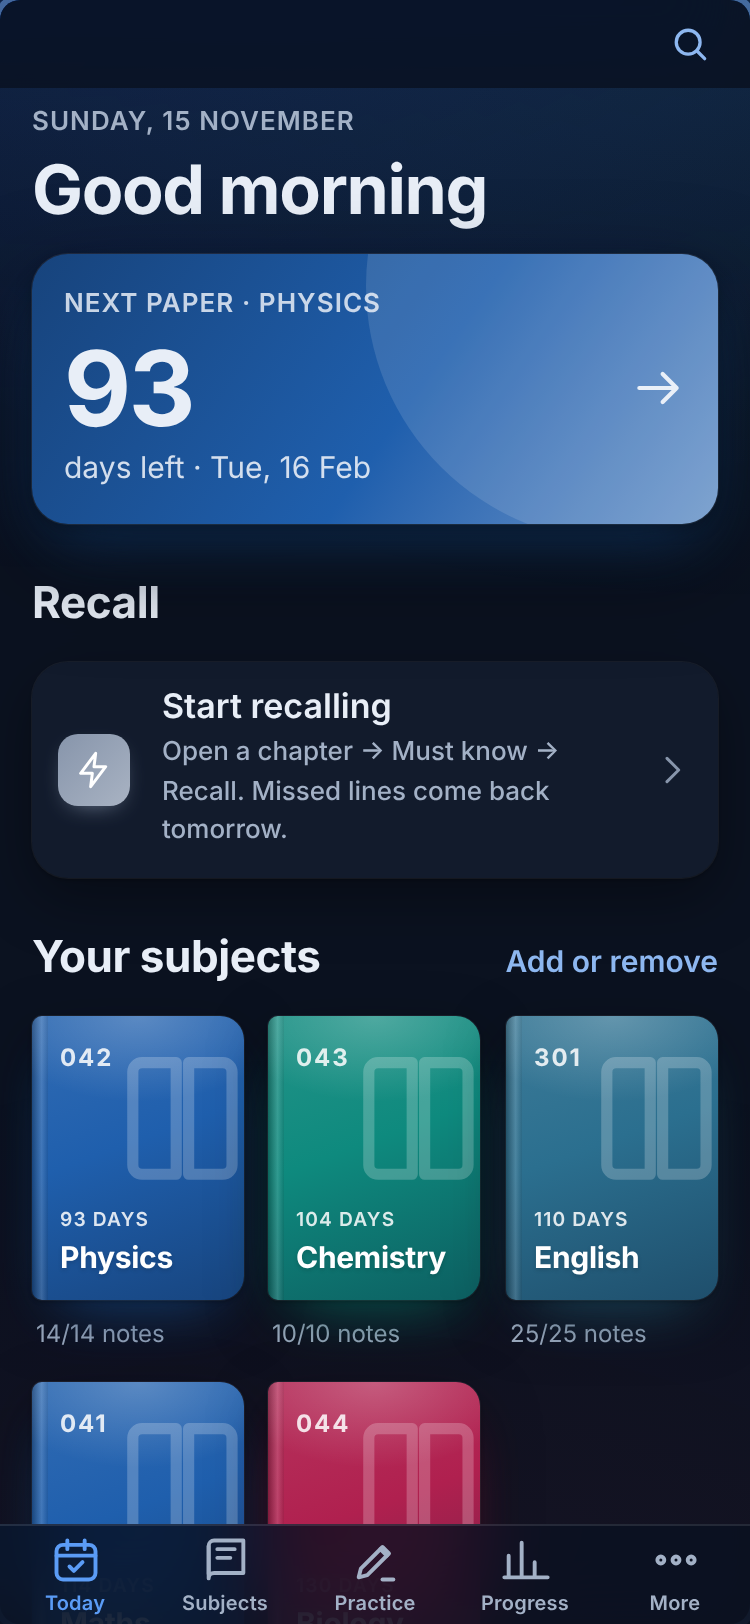 SUNDAY, 15 NOVEMBER
Good morning
NEXT PAPER · PHYSICS
93
days left · Tue, 16 Feb
Recall
Start recalling
Open a chapter → Must know →
Recall. Missed lines come back
tomorrow.
Your subjects
Add or remove
042
93 DAYS
Physics
14/14 notes
043
104 DAYS
Chemistry
10/10 notes
301
110 DAYS
English
25/25 notes
041
Maths
044
Biology
Today
Subjects
Practice
Progress
More